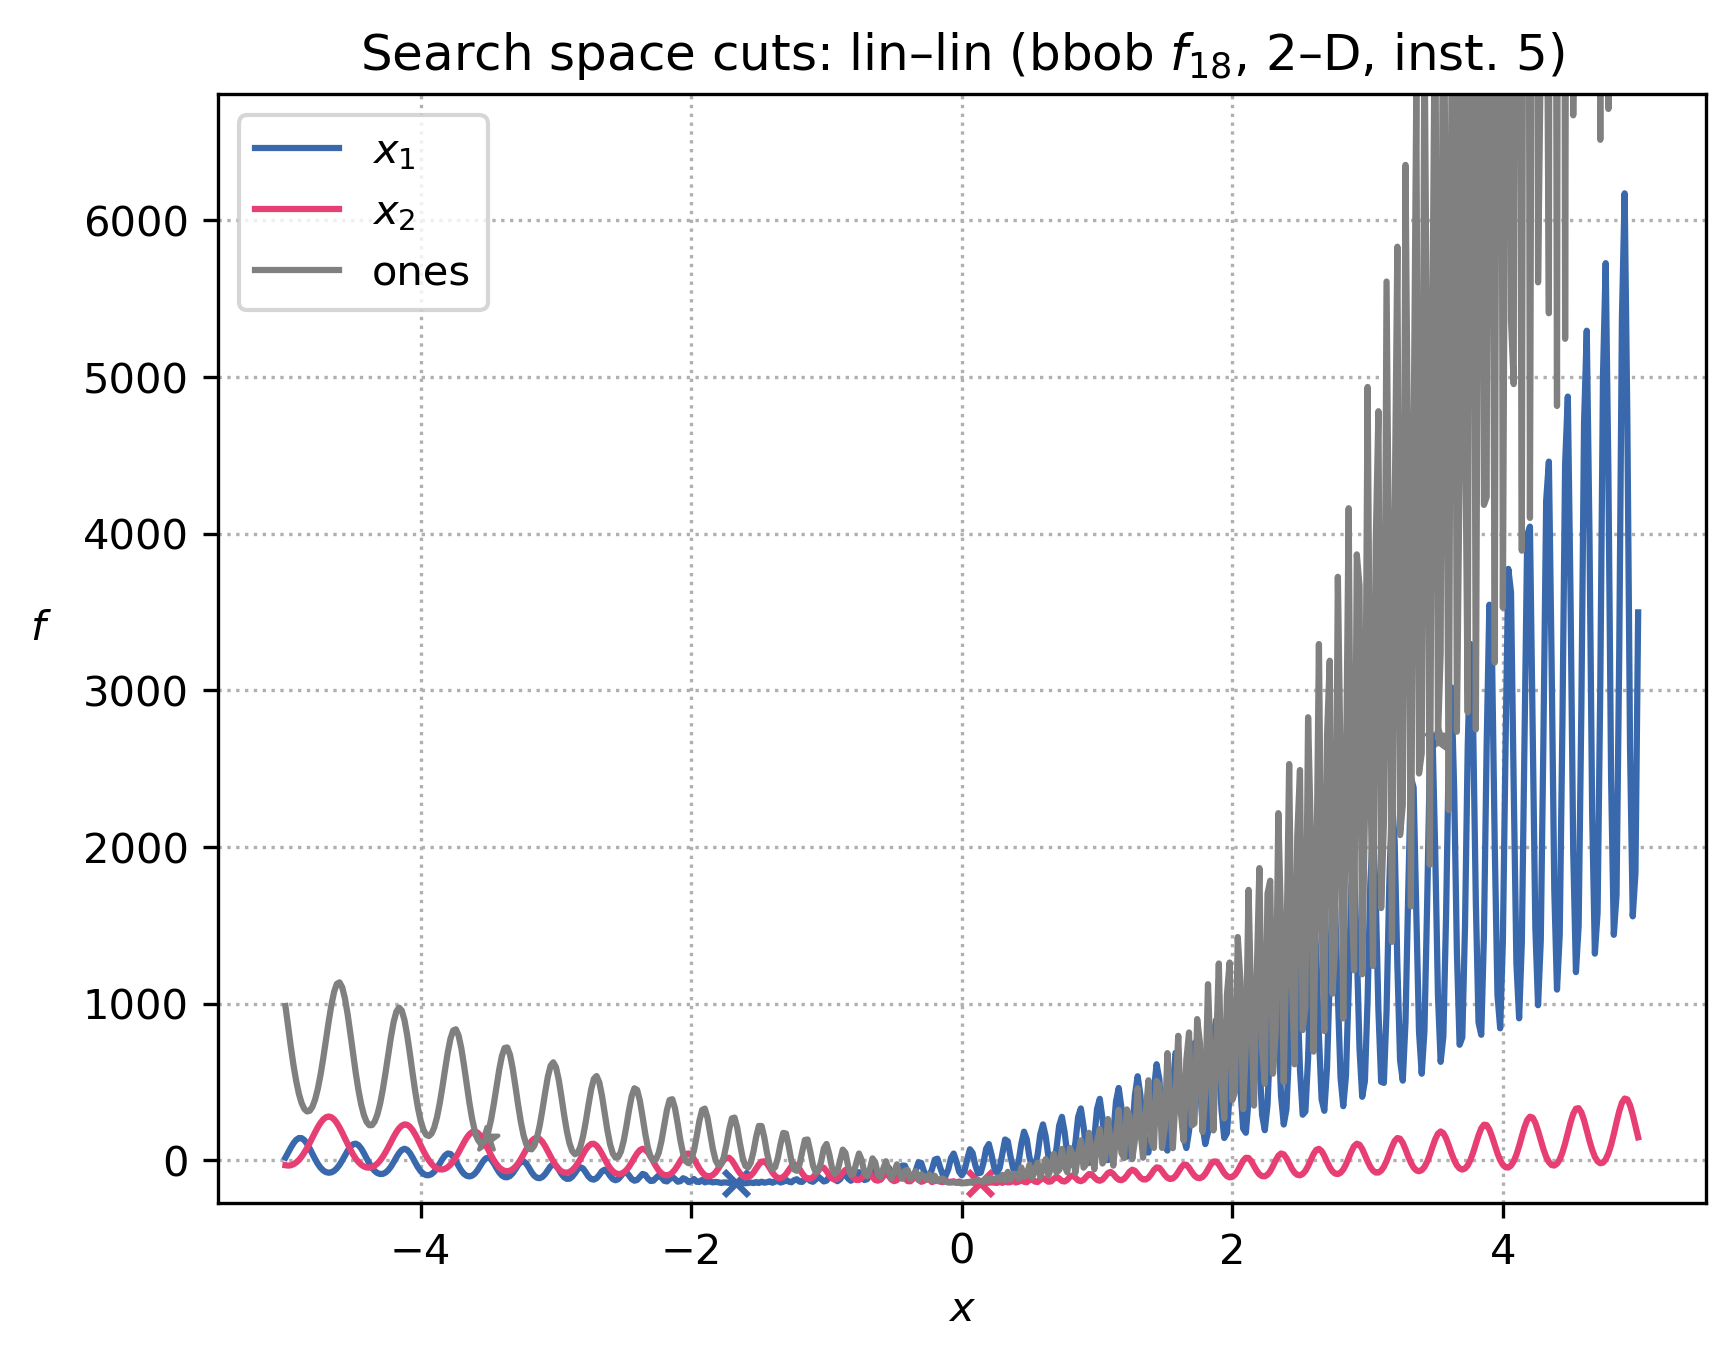 Search space cuts: lin–lin (bbob f₁₈, 2–D, inst. 5)
x₁
x₂
ones
6000
5000
4000
3000
2000
1000
0
f
−4 −2 0 2 4
x